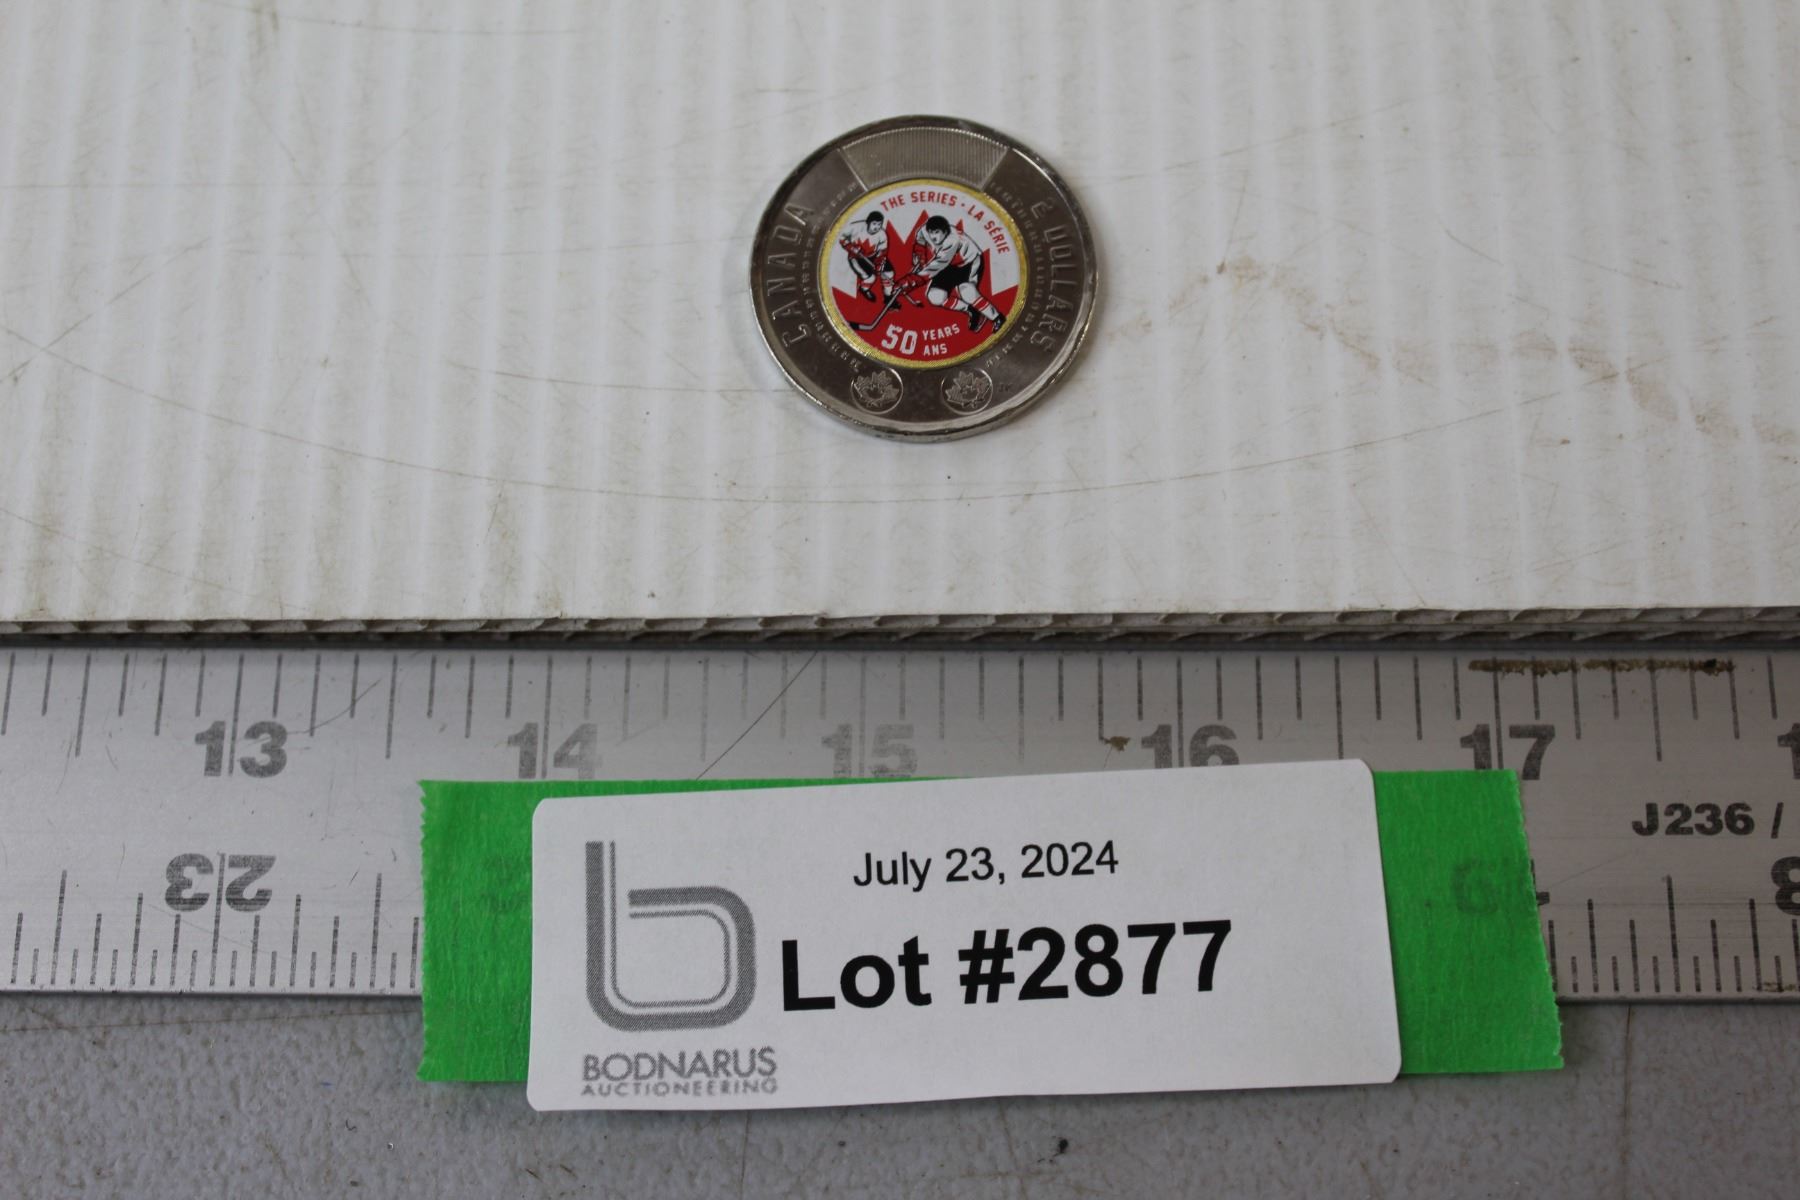 THE SERIES - LA SÉRIE
CANADA
2 DOLLARS
50 YEARS
ANS
13 14 15 16 17
J236 /
23
8
July 23, 2024
Lot #2877
BODNARUS
AUCTIONEERING